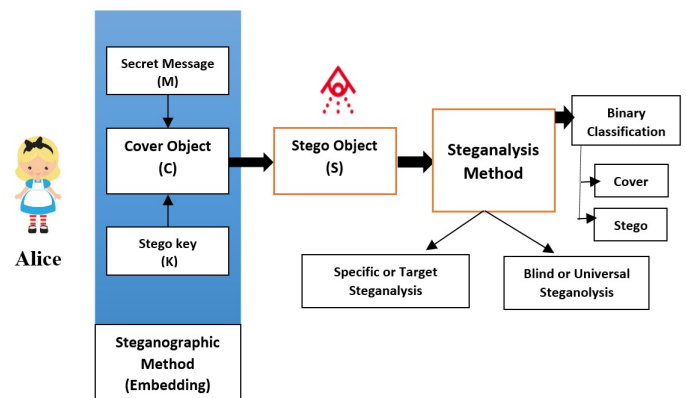 Secret Message
(M)
Cover Object
(C)
Stego key
(K)
Alice
Steganographic
Method
(Embedding)
Stego Object
(S)
Steganalysis
Method
Binary
Classification
Cover
Stego
Specific or Target
Steganalysis
Blind or Universal
Steganolysis